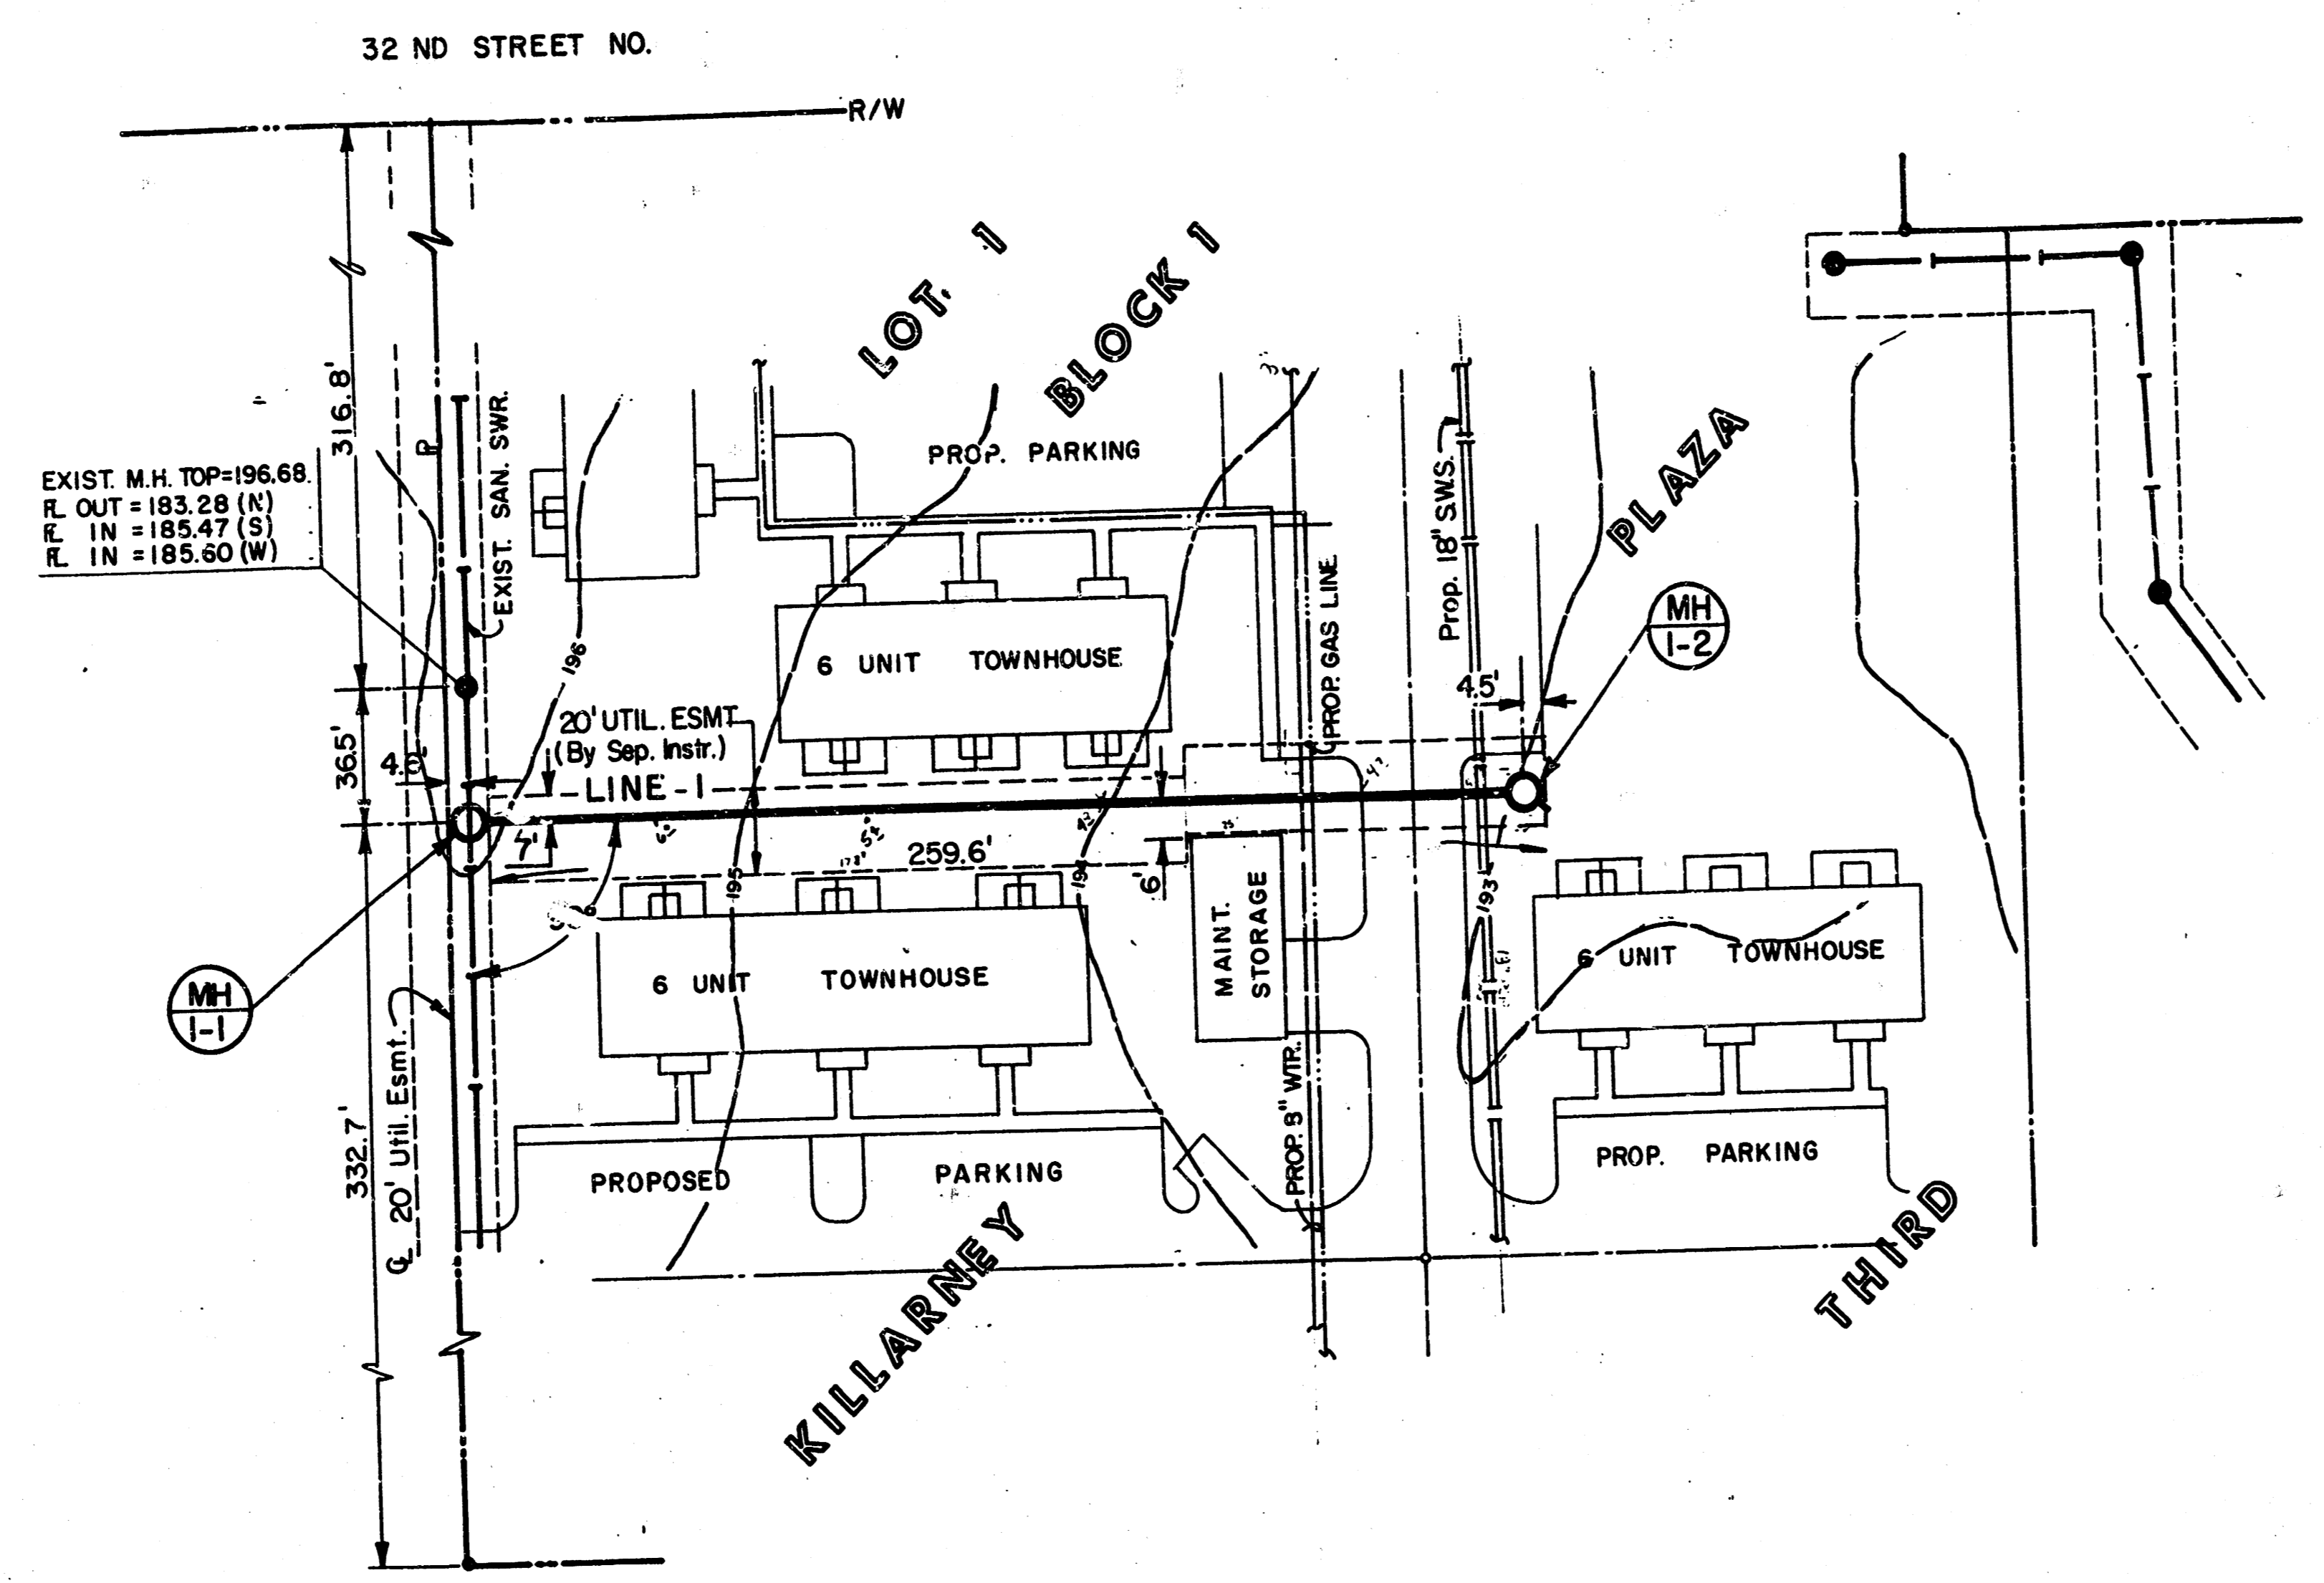 32 ND STREET NO.
R/W
316.8'
EXIST. SAN. SWR.
EXIST. M.H. TOP=196.68.
FL OUT = 183.28 (N)
FL IN = 185.47 (S)
FL IN = 185.60 (W)
LOT. 1
BLOCK 1
PROP. PARKING
PLAZA
Prop. 18" S.W.S.
PROP. GAS LINE
MH
1-2
196
6 UNIT TOWNHOUSE
4.5'
20' UTIL. ESMT
(By Sep. Instr.)
36.5'
4.0'
LINE-1
7'
259.6'
195
6'
193
MAINT.
STORAGE
6 UNIT TOWNHOUSE
6 UNIT TOWNHOUSE
MH
1-1
℄ 20' Util. Esmt.
332.7'
PROP. 8" WTR.
PROPOSED PARKING
PROP. PARKING
KILLARNEY
THIRD